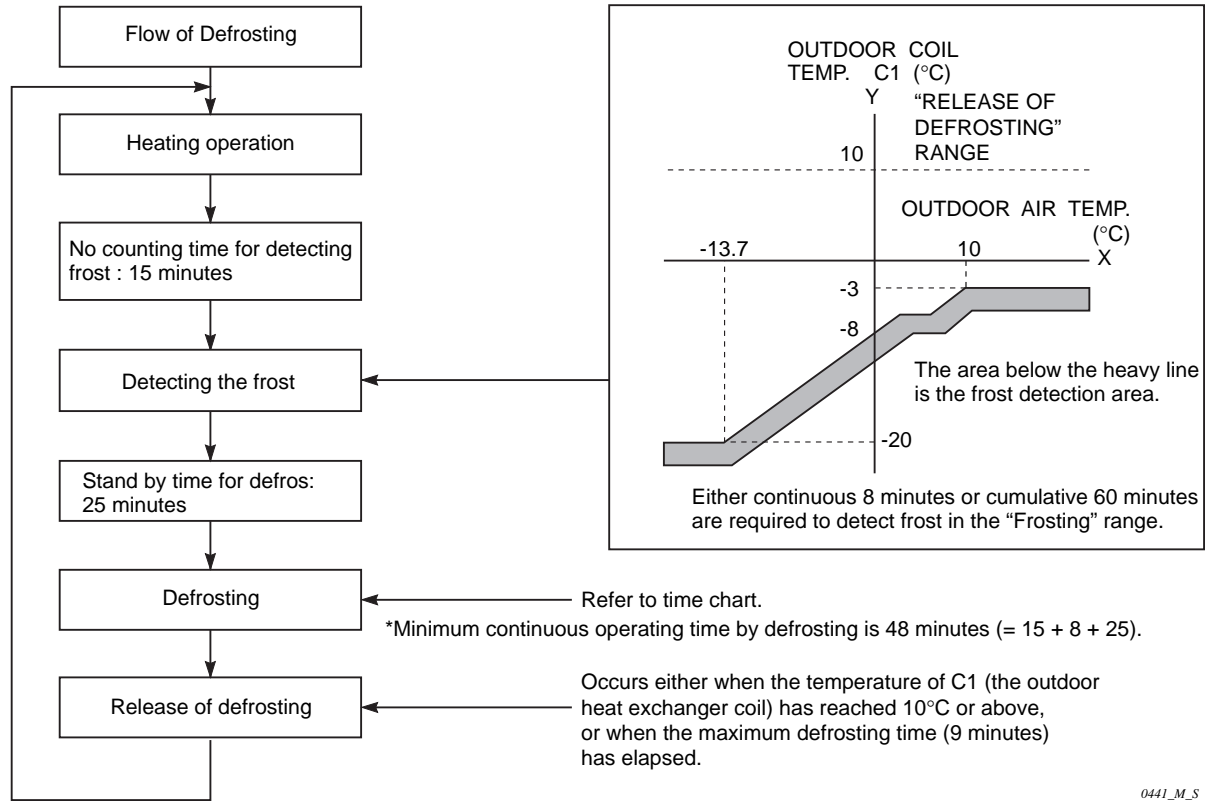 Flow of Defrosting
Heating operation
No counting time for detecting
frost : 15 minutes
Detecting the frost
Stand by time for defros:
25 minutes
Defrosting
Release of defrosting
OUTDOOR COIL
TEMP. C1 (°C)
Y
"RELEASE OF
DEFROSTING"
RANGE
10
OUTDOOR AIR TEMP.
(°C)
-13.7
10
X
-3
-8
The area below the heavy line
is the frost detection area.
-20
Either continuous 8 minutes or cumulative 60 minutes
are required to detect frost in the “Frosting” range.
Refer to time chart.
*Minimum continuous operating time by defrosting is 48 minutes (= 15 + 8 + 25).
Occurs either when the temperature of C1 (the outdoor
heat exchanger coil) has reached 10°C or above,
or when the maximum defrosting time (9 minutes)
has elapsed.
0441_M_S